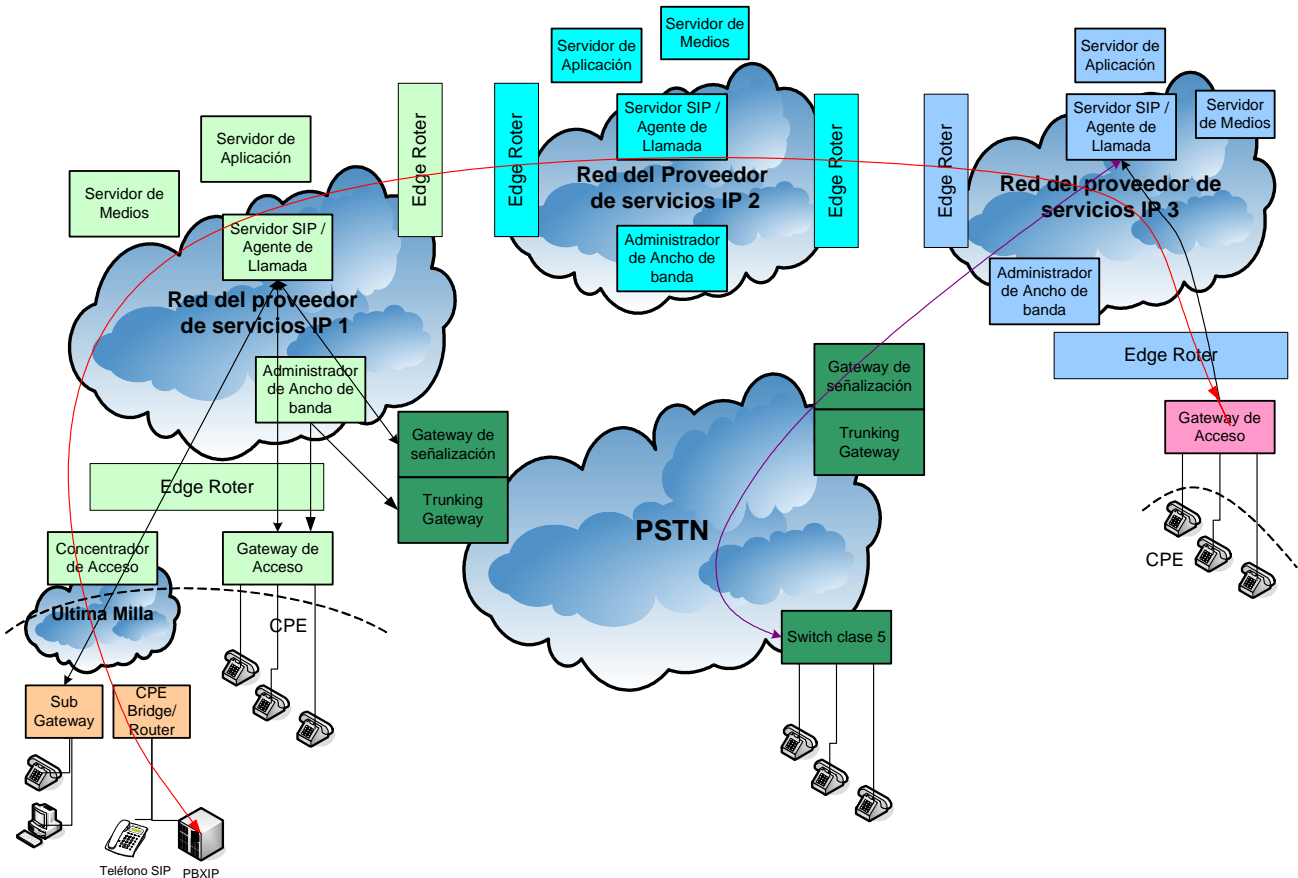 Servidor de
Medios
Servidor de
Aplicación
Servidor SIP /
Agente de
Llamada
Red del proveedor
de servicios IP 1
Administrador
de Ancho de
banda
Edge Roter
Edge Roter
Servidor de
Aplicación
Servidor de
Medios
Servidor SIP /
Agente de
Llamada
Red del Proveedor
de servicios IP 2
Administrador
de Ancho de
banda
Edge Roter
Edge Roter
Servidor de
Aplicación
Servidor SIP /
Agente de
Llamada
Servidor
de Medios
Red del proveedor de
servicios IP 3
Administrador
de Ancho de
banda
Edge Roter
Gateway de
Acceso
CPE
Gateway de
señalización
Trunking
Gateway
Gateway de
señalización
Trunking
Gateway
PSTN
Switch clase 5
Edge Roter
Concentrador
de Acceso
Última Milla
Gateway de
Acceso
CPE
Sub
Gateway
CPE
Bridge/
Router
Teléfono SIP
PBXIP